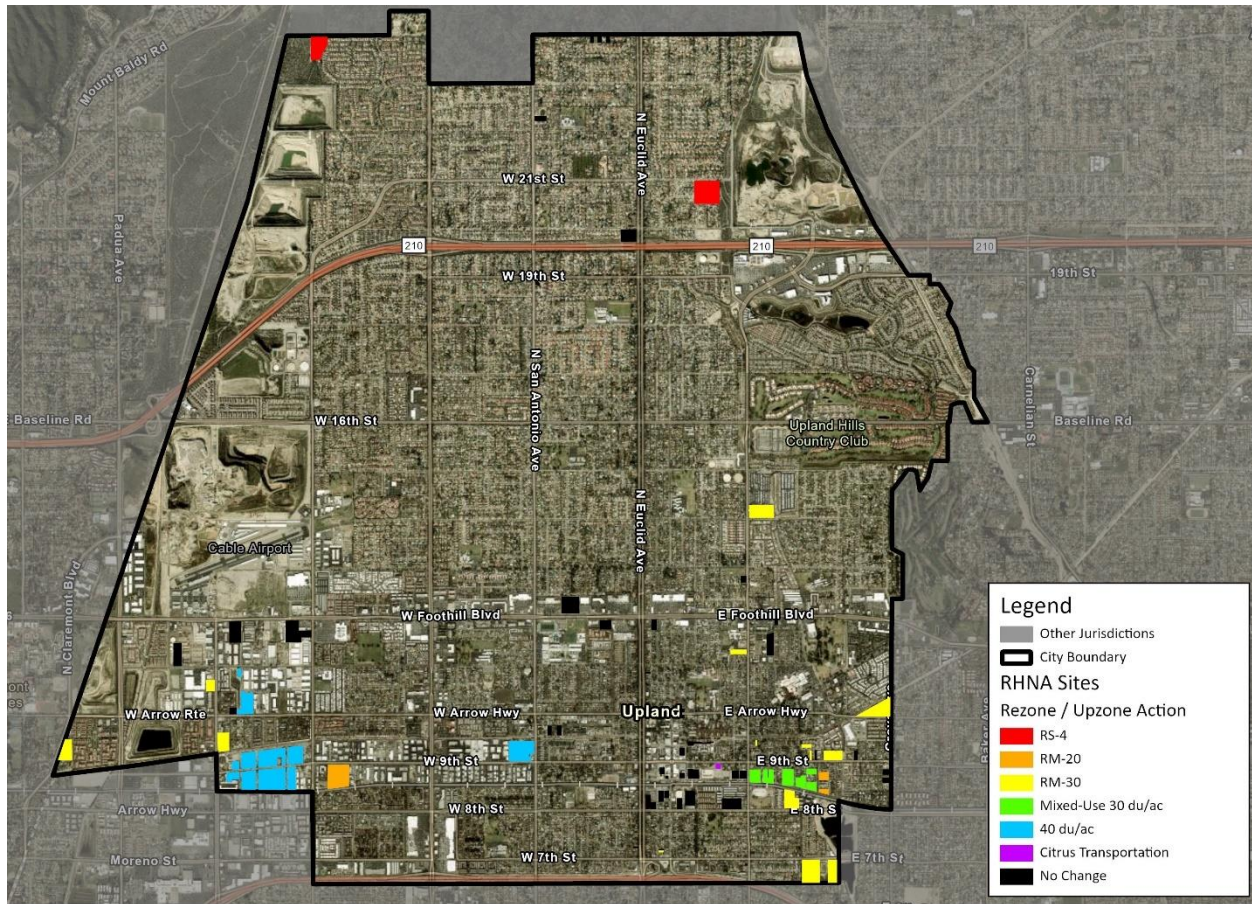 Mount Baldy Rd
Padua Ave
N Euclid Ave
W 21st St
210
210
210
W 19th St
19th St
N San Antonio Ave
Carnelian St
Baseline Rd
W 16th St
Baseline Rd
Upland Hills
Country Club
N Euclid Ave
Cable Airport
N Claremont Blvd
W Foothill Blvd
E Foothill Blvd
W Arrow Rte
W Arrow Hwy
Upland
E Arrow Hwy
Baker Ave
W 9th St
E 9th St
Arrow Hwy
W 8th St
E 8th S
Moreno St
W 7th St
E 7th St
Legend
Other Jurisdictions
City Boundary
RHNA Sites
Rezone / Upzone Action
RS-4
RM-20
RM-30
Mixed-Use 30 du/ac
40 du/ac
Citrus Transportation
No Change